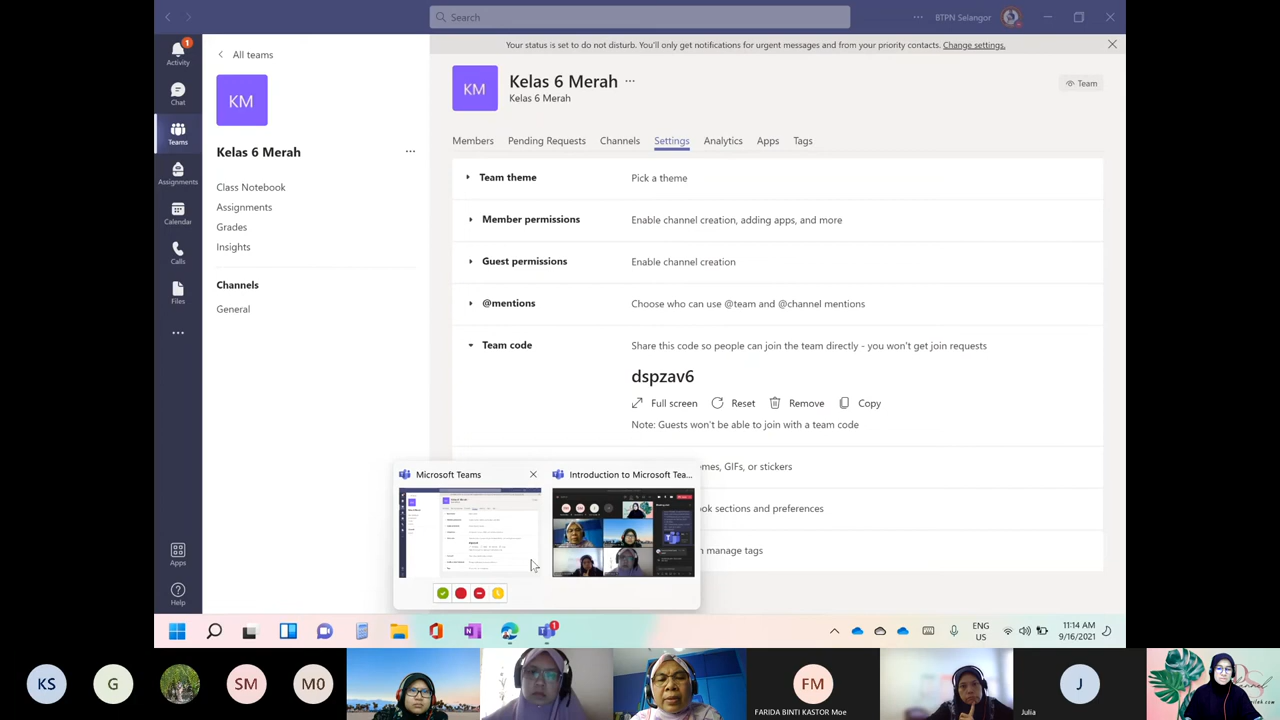 Search
BTPN Selangor
Your status is set to do not disturb. You'll only get notifications for urgent messages and from your priority contacts. Change settings.
1
Activity
Chat
Teams
Assignments
Calendar
Calls
Files
Apps
Help
All teams
KM
Kelas 6 Merah
Class Notebook
Assignments
Grades
Insights
Channels
General
KM
Kelas 6 Merah
Kelas 6 Merah
Team
Members Pending Requests Channels Settings Analytics Apps Tags
Team theme Pick a theme
Member permissions Enable channel creation, adding apps, and more
Guest permissions Enable channel creation
@mentions Choose who can use @team and @channel mentions
Team code Share this code so people can join the team directly - you won't get join requests
dspzav6
Full screen Reset Remove Copy
Note: Guests won't be able to join with a team code
mes, GIFs, or stickers
ok sections and preferences
n manage tags
Microsoft Teams
Introduction to Microsoft Tea...
1
ENG
US
11:14 AM
9/16/2021
KS
G
SM
M0
FM
FARIDA BINTI KASTOR Moe
J
Julia